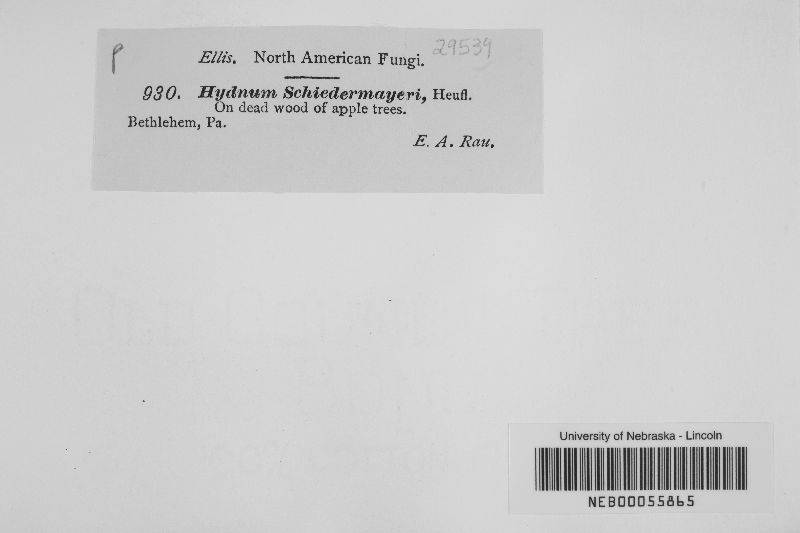 P
29539
Ellis. North American Fungi.
930. Hydnum Schiedermayeri, Heufl.
On dead wood of apple trees.
Bethlehem, Pa.
E. A. Rau.
University of Nebraska - Lincoln
NEB00055865